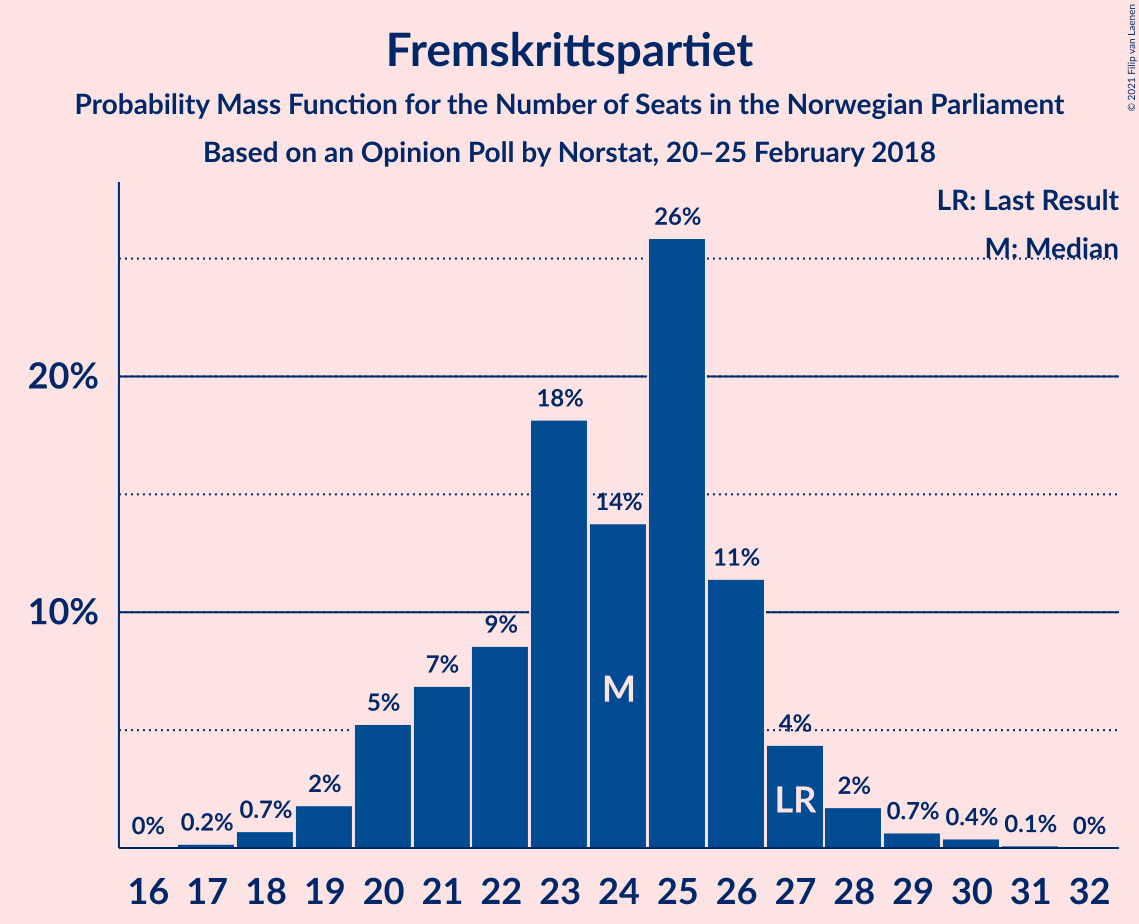 Fremskrittspartiet
Probability Mass Function for the Number of Seats in the Norwegian Parliament
Based on an Opinion Poll by Norstat, 20–25 February 2018
© 2021 Filip van Laenen
LR: Last Result
M: Median
20%
10%
0%
0.2%
0.7%
2%
5%
7%
9%
18%
14%
26%
11%
4%
2%
0.7%
0.4%
0.1%
0%
M
LR
16 17 18 19 20 21 22 23 24 25 26 27 28 29 30 31 32